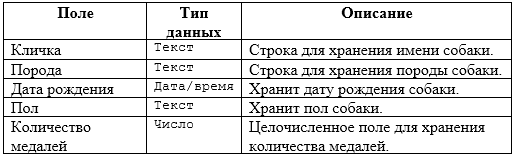 Поле Тип данных Описание
Кличка Текст Строка для хранения имени собаки.
Порода Текст Строка для хранения породы собаки.
Дата рождения Дата/время Хранит дату рождения собаки.
Пол Текст Хранит пол собаки.
Количество медалей Число Целочисленное поле для хранения количества медалей.